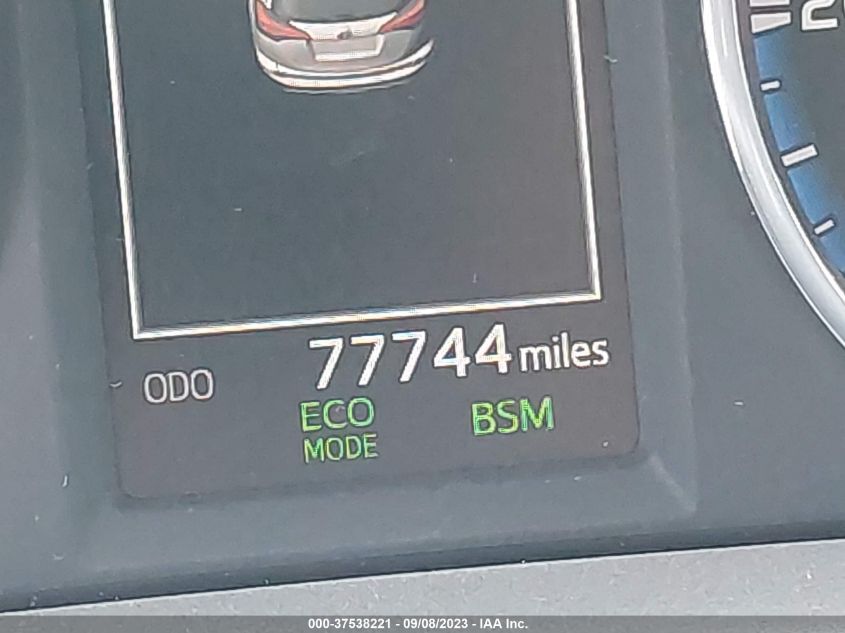 ODO 77744 miles
ECO BSM
MODE
000-37538221 - 09/08/2023 - IAA Inc.